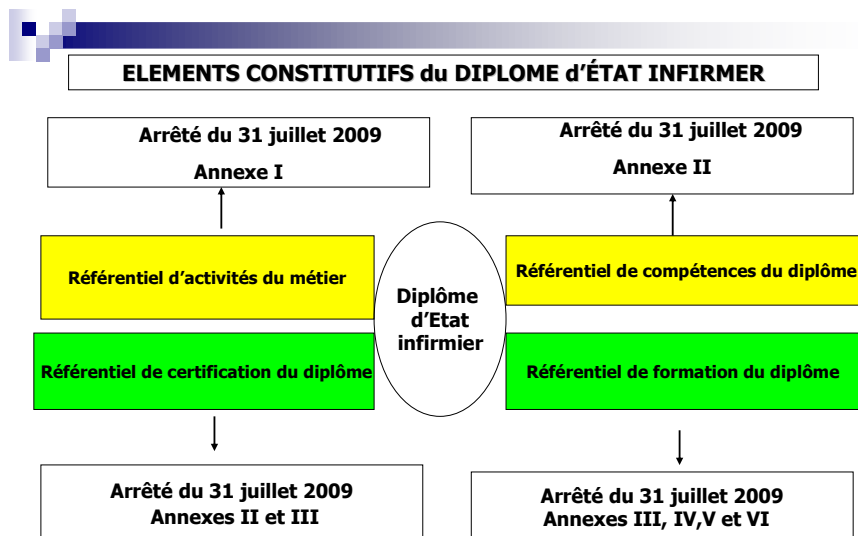 ELEMENTS CONSTITUTIFS du DIPLOME d'ÉTAT INFIRMER
Arrêté du 31 juillet 2009
Annexe I
Arrêté du 31 juillet 2009
Annexe II
Référentiel d'activités du métier
Référentiel de compétences du diplôme
Diplôme
d'Etat
infirmier
Référentiel de certification du diplôme
Référentiel de formation du diplôme
Arrêté du 31 juillet 2009
Annexes II et III
Arrêté du 31 juillet 2009
Annexes III, IV,V et VI